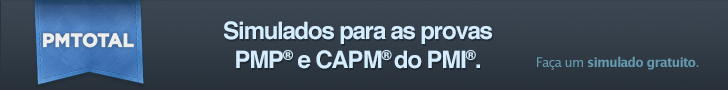 PMTOTAL
Simulados para as provas
PMP® e CAPM® do PMI®.
Faça um simulado gratuito.